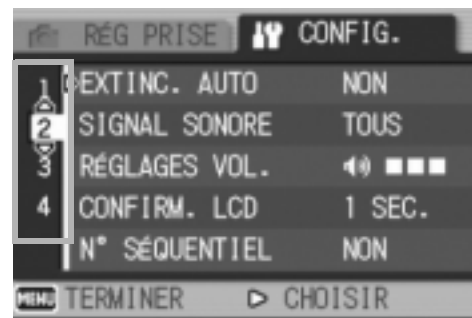 RÉG PRISE CONFIG.
1 EXTINC. AUTO NON
2 SIGNAL SONORE TOUS
3 RÉGLAGES VOL.
4 CONFIRM. LCD 1 SEC.
N° SÉQUENTIEL NON
MENU TERMINER CHOISIR